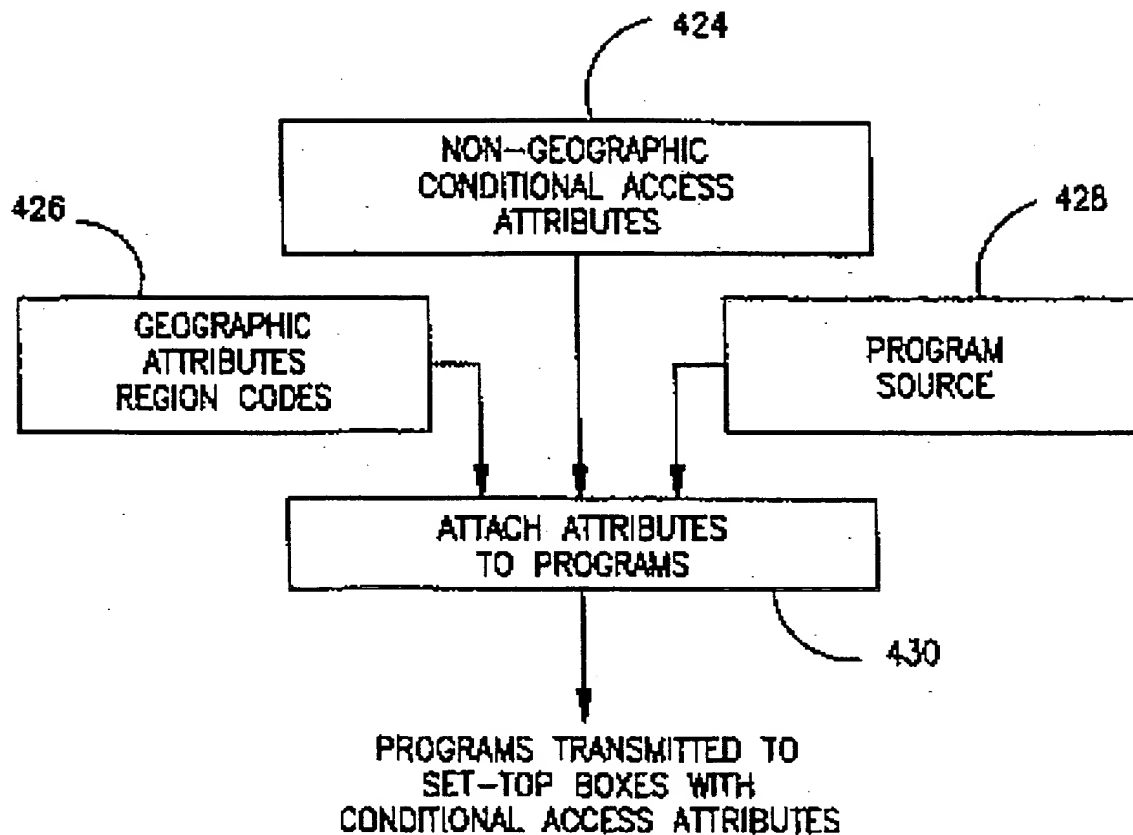 424
NON-GEOGRAPHIC
CONDITIONAL ACCESS
ATTRIBUTES
426
GEOGRAPHIC
ATTRIBUTES
REGION CODES
428
PROGRAM
SOURCE
ATTACH ATTRIBUTES
TO PROGRAMS
430
PROGRAMS TRANSMITTED TO
SET-TOP BOXES WITH
CONDITIONAL ACCESS ATTRIBUTES